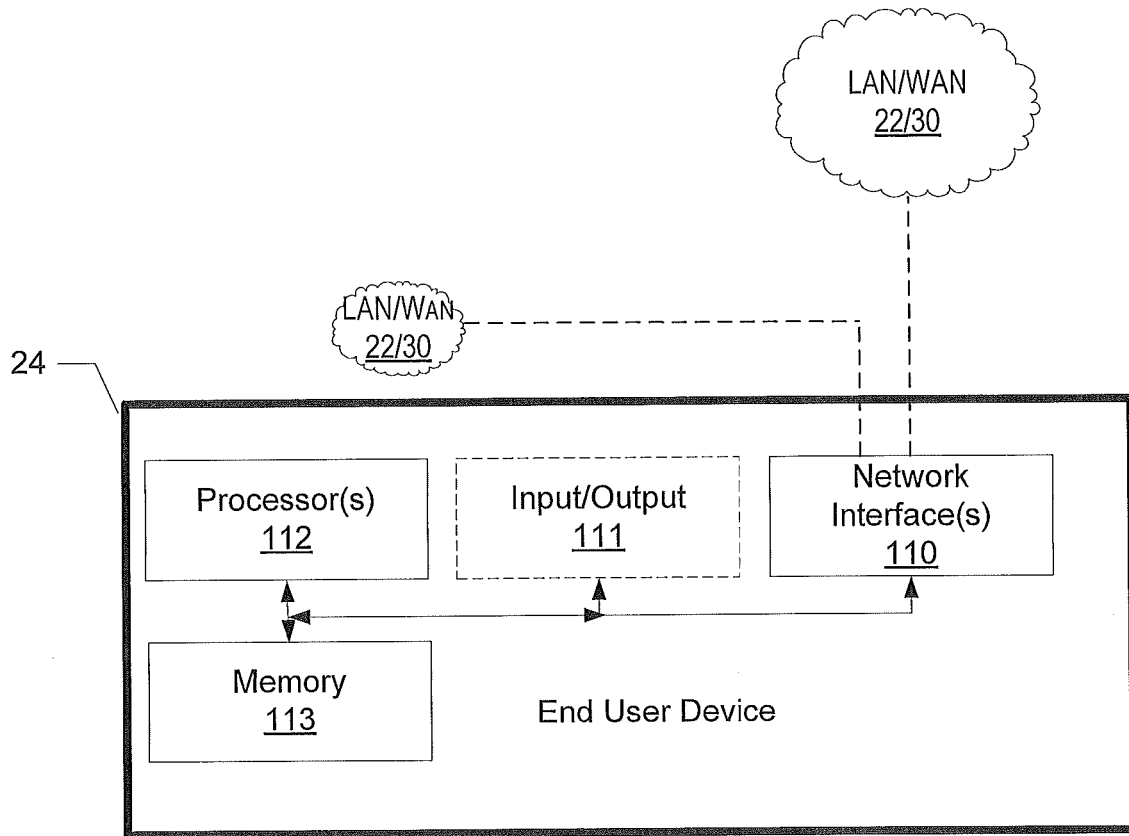 LAN/WAN
22/30
LAN/WAN
22/30
24
Processor(s)
112
Input/Output
111
Network
Interface(s)
110
Memory
113
End User Device